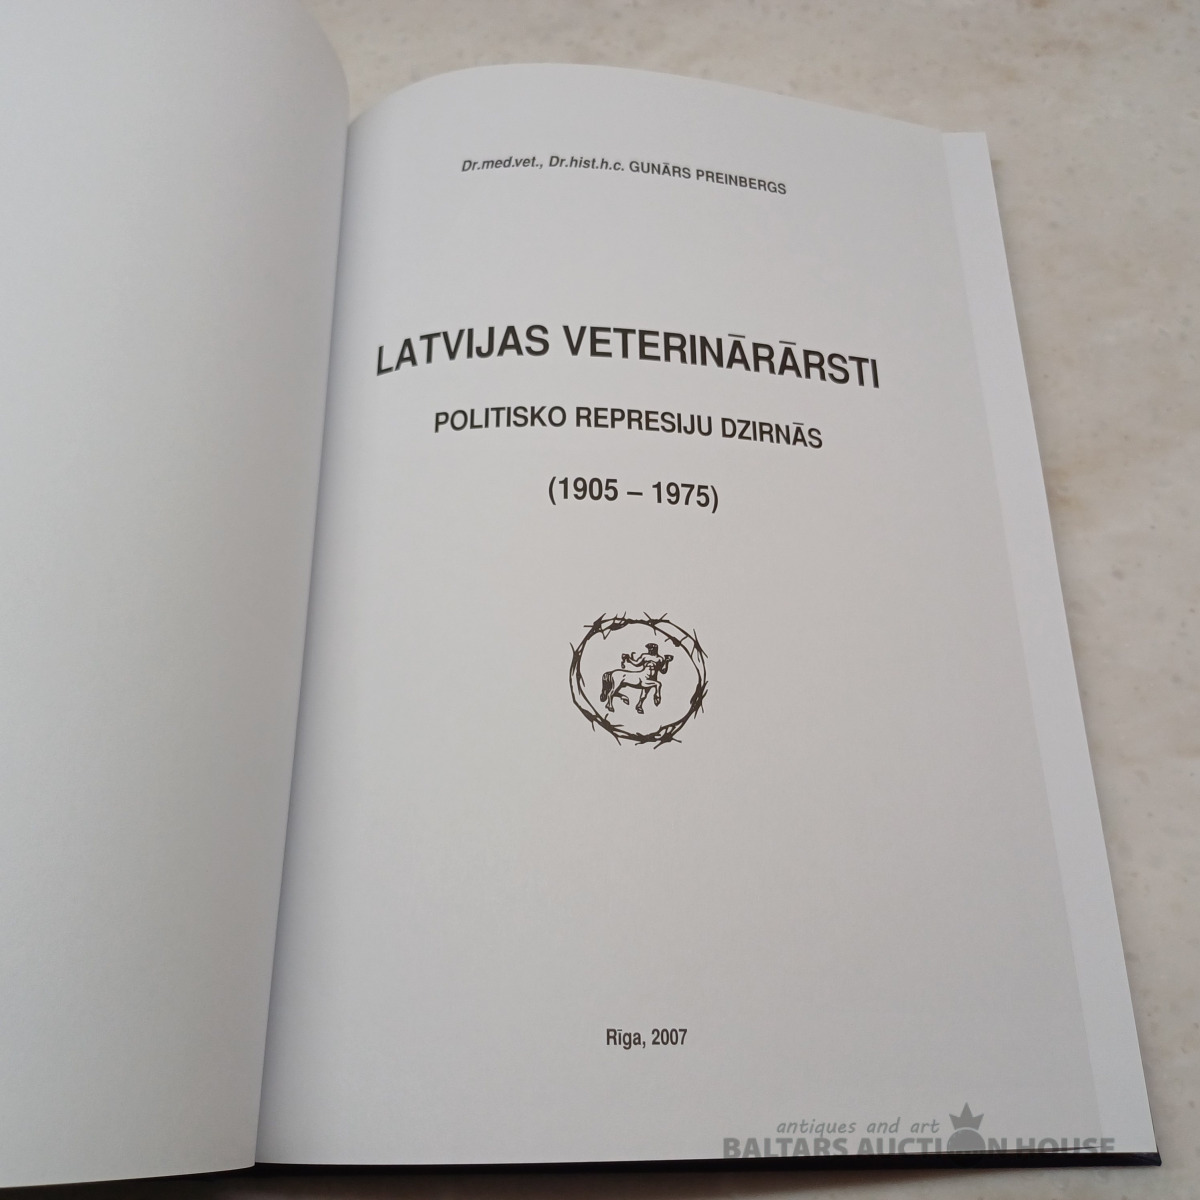 Dr.med.vet., Dr.hist.h.c. GUNĀRS PREINBERGS
LATVIJAS VETERINĀRĀRSTI
POLITISKO REPRESIJU DZIRNĀS
(1905 – 1975)
Rīga, 2007
antiques and art
BALTARS AUCTION HOUSE